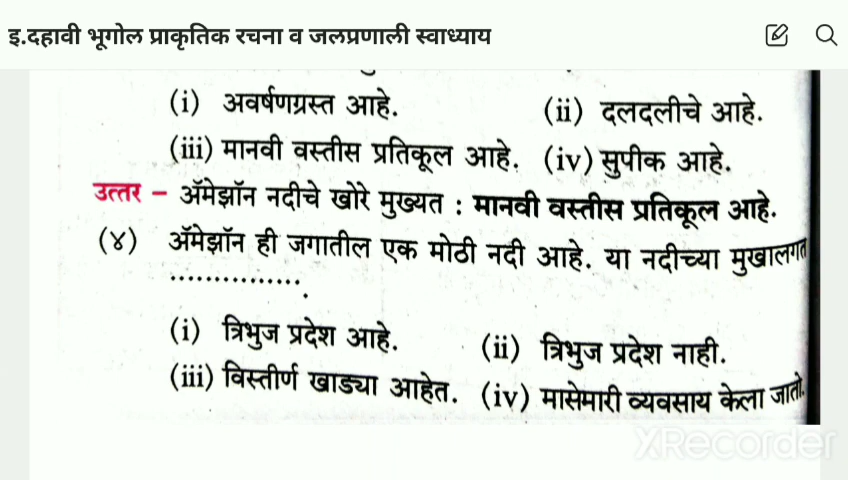 इ.दहावी भूगोल प्राकृतिक रचना व जलप्रणाली स्वाध्याय
(i) अवर्षणग्रस्त आहे. (ii) दलदलीचे आहे.
(iii) मानवी वस्तीस प्रतिकूल आहे. (iv) सुपीक आहे.
उत्तर – ॲमेझॉन नदीचे खोरे मुख्यत : मानवी वस्तीस प्रतिकूल आहे.
(४) ॲमेझॉन ही जगातील एक मोठी नदी आहे. या नदीच्या मुखालगत
................
(i) त्रिभुज प्रदेश आहे. (ii) त्रिभुज प्रदेश नाही.
(iii) विस्तीर्ण खाड्या आहेत. (iv) मासेमारी व्यवसाय केला जातो.
XRecorder